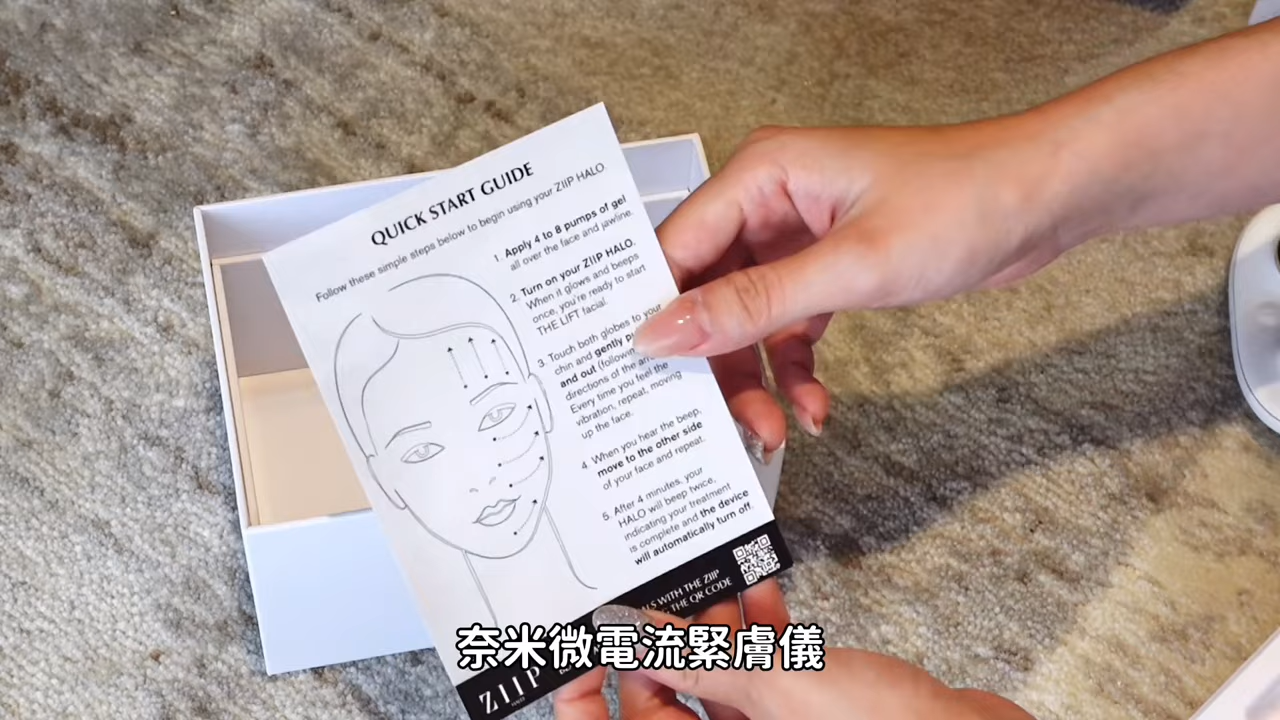 QUICK START GUIDE
Follow these simple steps below to begin using your ZIIP HALO.
1. Apply 4 to 8 pumps of gel
all over the face and jawline.
2. Turn on your ZIIP HALO.
When it glows and beeps
once, you're ready to start
THE LIFT facial.
3. Touch both globes to your
chin and gently
and out
directions of the
Every time you feel the
vibration, repeat, moving
up the face.
4. When you hear the beep,
move to the other side
of your face and repeat.
5. After 4 minutes, your
HALO will beep twice,
indicating your treatment
is complete and the device
will automatically turn off.
WITH THE ZIIP
THE QR CODE
ZIIP
奈米微電流緊膚儀